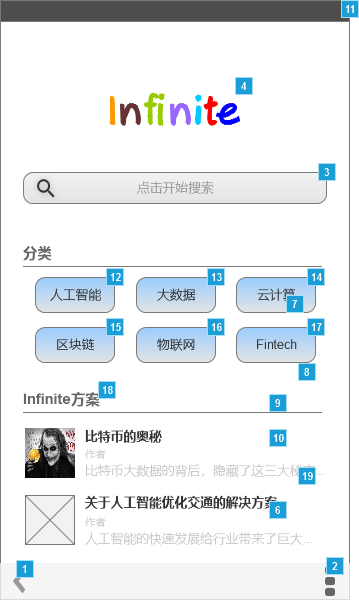 11
4
Infinite
3
点击开始搜索
分类
12
13
14
人工智能
大数据
云计算
7
15
16
17
区块链
物联网
Fintech
8
18
Infinite方案
9
比特币的奥秘
10
作者
比特币大数据的背后，隐藏了这三大秘密...
19
关于人工智能优化交通的解决方案
6
作者
人工智能的快速发展给行业带来了巨大...
1
2